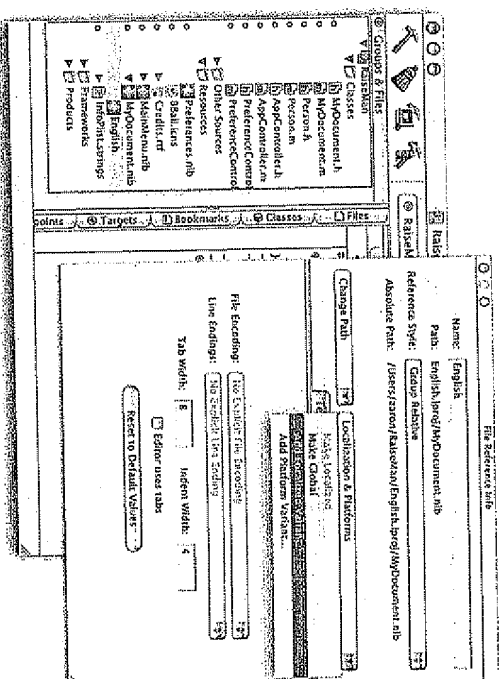 Groups & Files
RaiseMan
Classes
MyDocument.h
MyDocument.m
Person.h
Person.m
AppController.h
AppController.m
PreferenceControl
PreferenceControl
Other Sources
Resources
Preferences.nib
8Ball.icns
Credits.rtf
MainMenu.nib
MyDocument.nib
English
InfoPlist.strings
Frameworks
Products
Files
Classes
Bookmarks
Targets
File Reference Info
Name: English
Path: English.lproj/MyDocument.nib
Reference Style: Group Relative
Absolute Path: /Users/aaron/RaiseMan/English.lproj/MyDocument.nib
Change Path
Localization & Platforms
Make Localized
Make Global
Add Platform Variant...
File Encoding: No Explicit File Encoding
Line Endings: No Explicit Line Ending
Tab Width: 8
Indent Width: 4
Editor uses tabs
Reset to Default Values